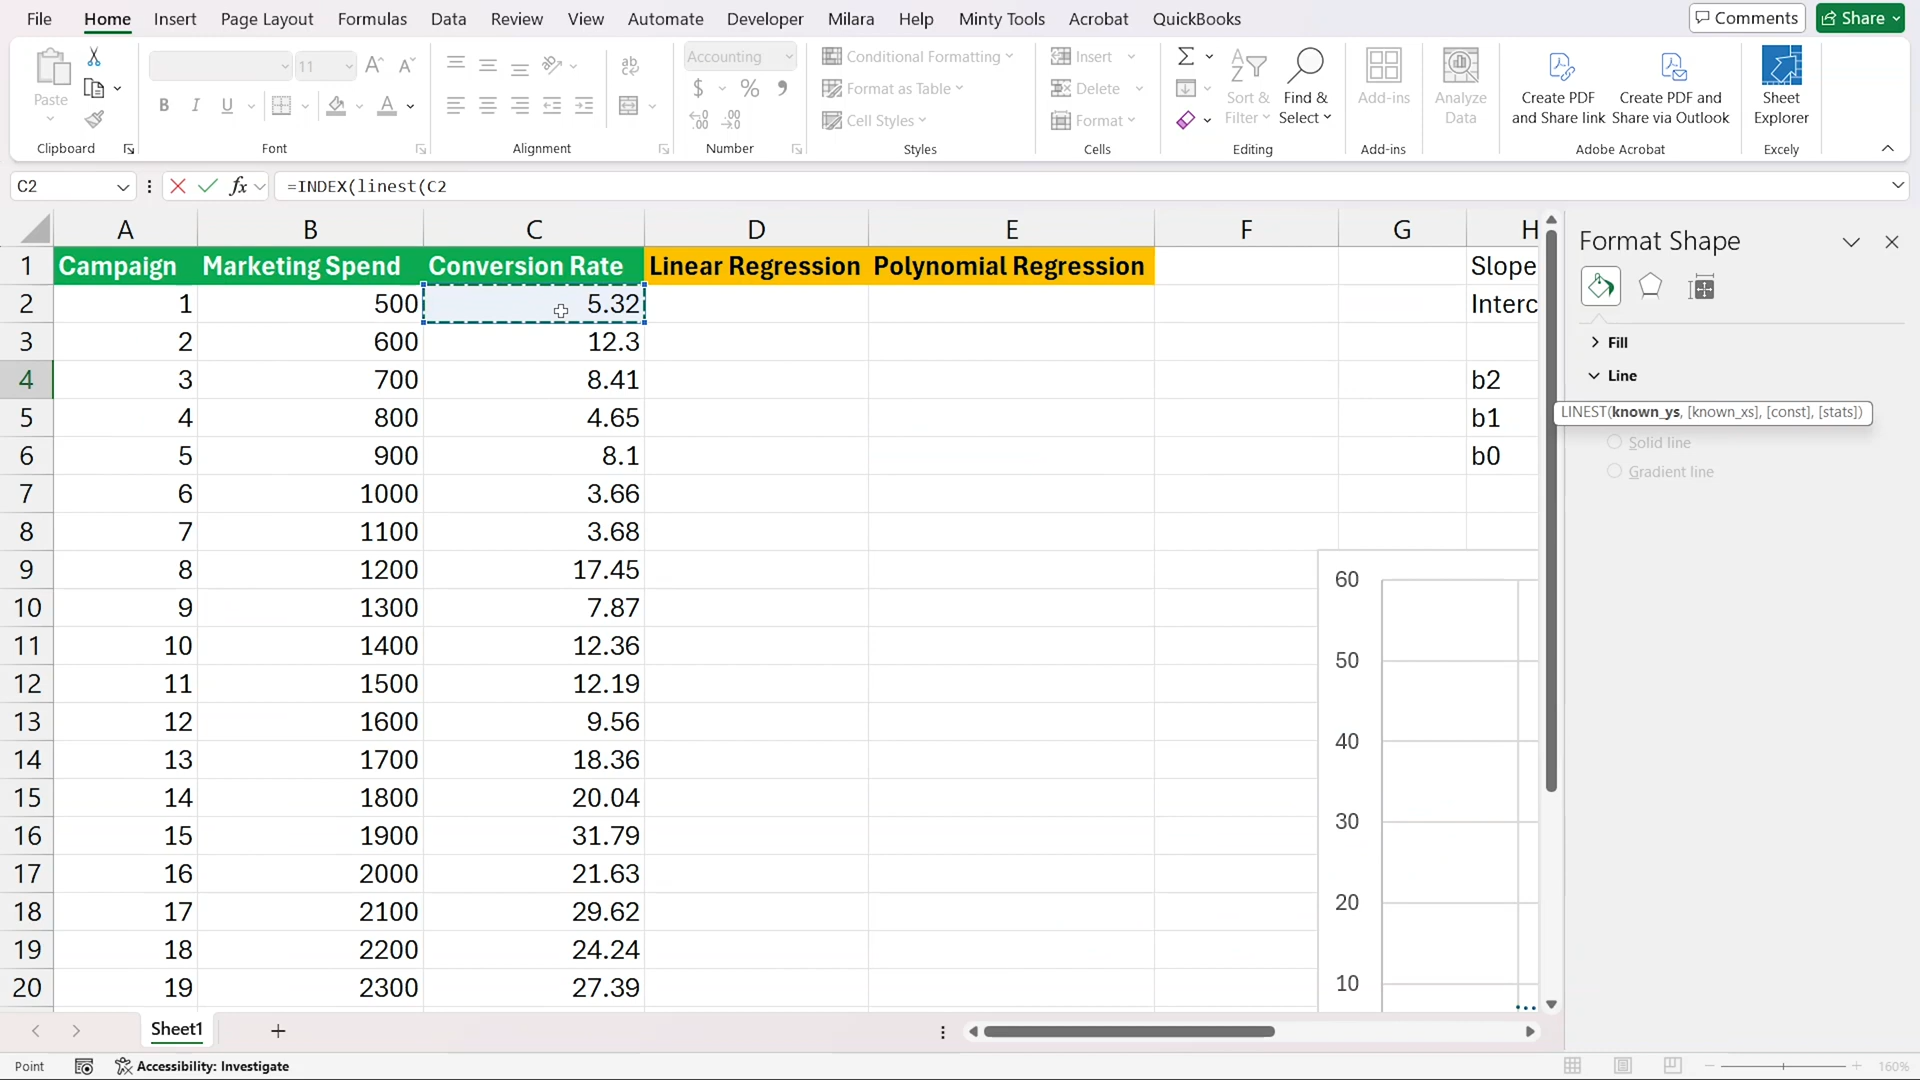 File Home Insert Page Layout Formulas Data Review View Automate Developer Milara Help Minty Tools Acrobat QuickBooks Comments Share
11 Accounting Conditional Formatting Insert
Paste Format as Table Delete Sort & Find & Add-ins Analyze Create PDF Create PDF and Sheet
B I U A $ % Cell Styles Format Filter Select Data and Share link Share via Outlook Explorer
Clipboard Font Alignment Number Styles Cells Editing Add-ins Adobe Acrobat Excely
C2 fx =INDEX(linest(C2
A B C D E F G H
1 Campaign Marketing Spend Conversion Rate Linear Regression Polynomial Regression Slope
2 1 500 5.32 Interc
3 2 600 12.3
4 3 700 8.41 b2
5 4 800 4.65 b1
6 5 900 8.1 b0
7 6 1000 3.66
8 7 1100 3.68
9 8 1200 17.45
10 9 1300 7.87
11 10 1400 12.36
12 11 1500 12.19
13 12 1600 9.56
14 13 1700 18.36
15 14 1800 20.04
16 15 1900 31.79
17 16 2000 21.63
18 17 2100 29.62
19 18 2200 24.24
20 19 2300 27.39
60
50
40
30
20
10
Format Shape
Fill
Line
LINEST(known_ys, [known_xs], [const], [stats])
Solid line
Gradient line
Sheet1
Point Accessibility: Investigate 160%